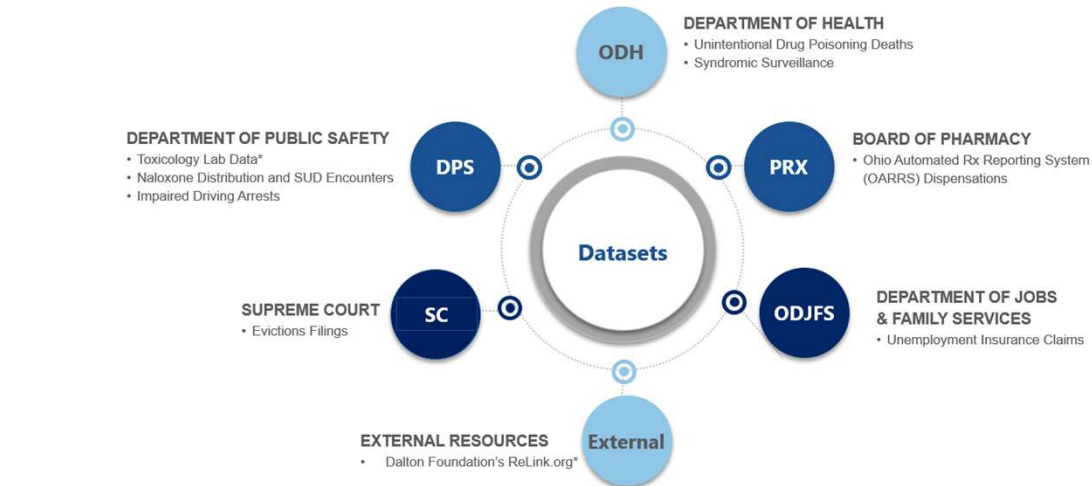 DEPARTMENT OF HEALTH
• Unintentional Drug Poisoning Deaths
• Syndromic Surveillance
ODH
DEPARTMENT OF PUBLIC SAFETY
• Toxicology Lab Data*
• Naloxone Distribution and SUD Encounters
• Impaired Driving Arrests
DPS
PRX
BOARD OF PHARMACY
• Ohio Automated Rx Reporting System
(OARRS) Dispensations
Datasets
SUPREME COURT
• Evictions Filings
SC
ODJFS
DEPARTMENT OF JOBS
& FAMILY SERVICES
• Unemployment Insurance Claims
EXTERNAL RESOURCES
• Dalton Foundation's ReLink.org*
External